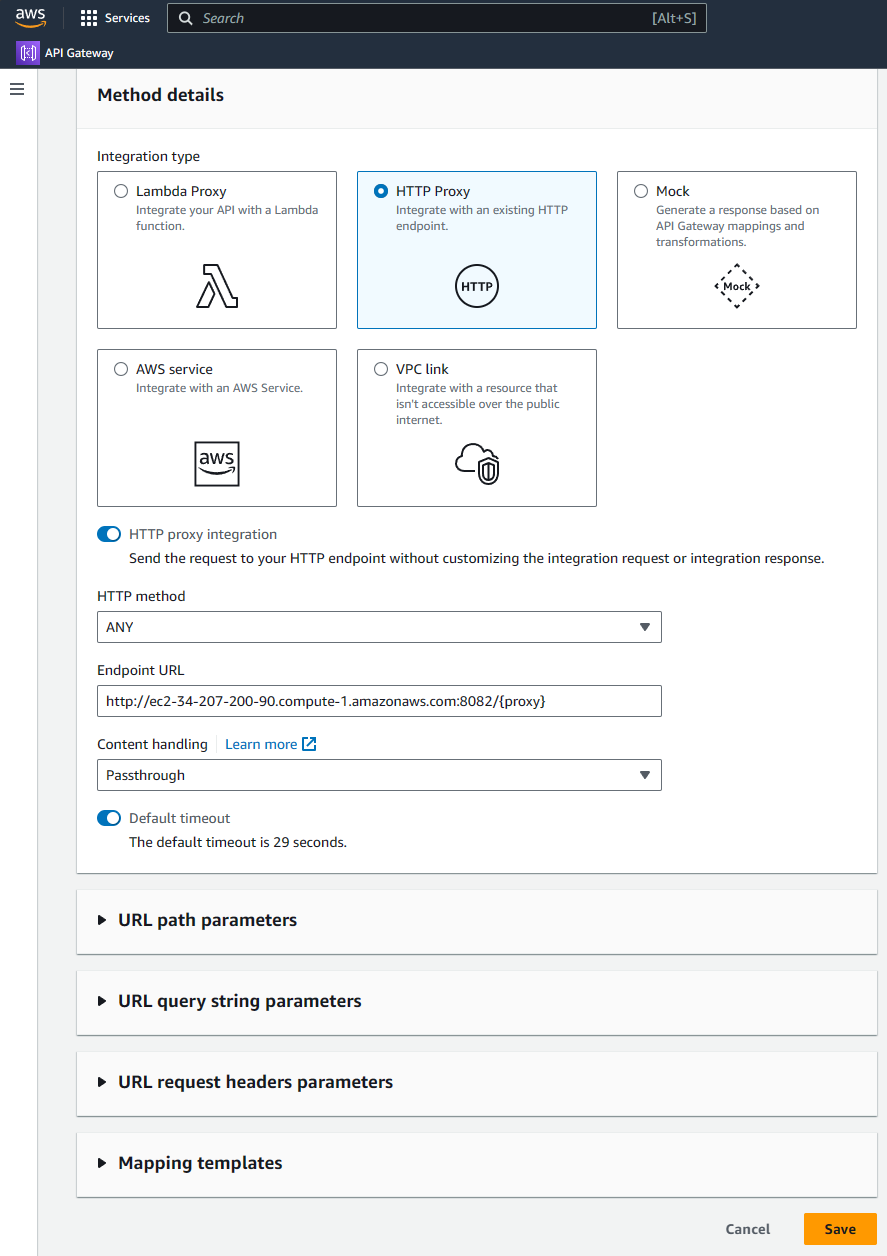 aws
Services
Search
[Alt+S]
API Gateway
Method details
Integration type
Lambda Proxy
Integrate your API with a Lambda
function.
HTTP Proxy
Integrate with an existing HTTP
endpoint.
HTTP
Mock
Generate a response based on
API Gateway mappings and
transformations.
Mock
AWS service
Integrate with an AWS Service.
aws
VPC link
Integrate with a resource that
isn't accessible over the public
internet.
HTTP proxy integration
Send the request to your HTTP endpoint without customizing the integration request or integration response.
HTTP method
ANY
Endpoint URL
http://ec2-34-207-200-90.compute-1.amazonaws.com:8082/{proxy}
Content handling
Learn more
Passthrough
Default timeout
The default timeout is 29 seconds.
URL path parameters
URL query string parameters
URL request headers parameters
Mapping templates
Cancel
Save